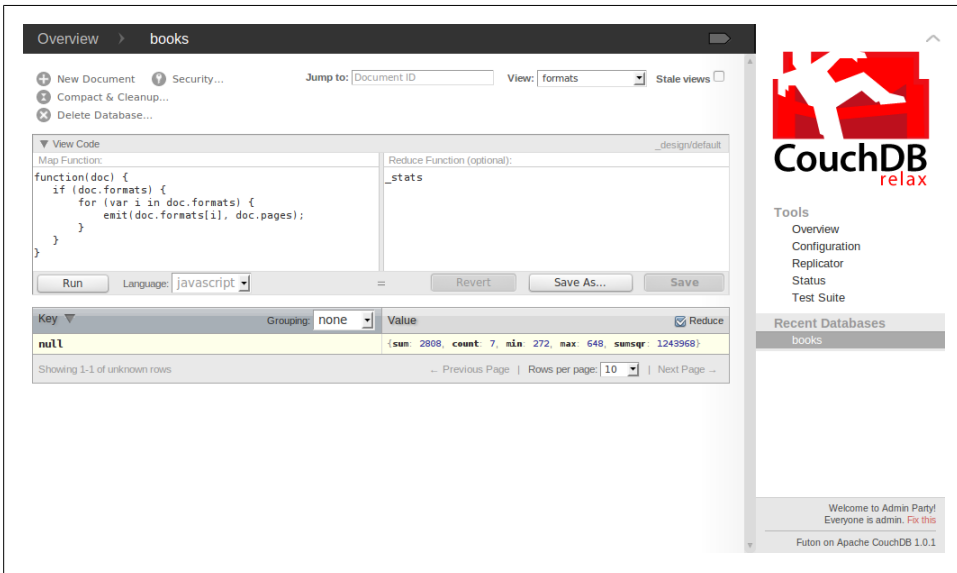 Overview books
New Document Security... Jump to: Document ID View: formats Stale views
Compact & Cleanup...
Delete Database...
View Code _design/default
Map Function: Reduce Function (optional):
function(doc) {
if (doc.formats) {
for (var i in doc.formats) {
emit(doc.formats[i], doc.pages);
}
}
}
_stats
Run Language: javascript = Revert Save As... Save
Key Grouping: none Value Reduce
null {sum: 2808, count: 7, min: 272, max: 648, sumsqr: 1243968}
Showing 1-1 of unknown rows ← Previous Page | Rows per page: 10 | Next Page →
CouchDB
relax
Tools
Overview
Configuration
Replicator
Status
Test Suite
Recent Databases
books
Welcome to Admin Party!
Everyone is admin. Fix this
Futon on Apache CouchDB 1.0.1